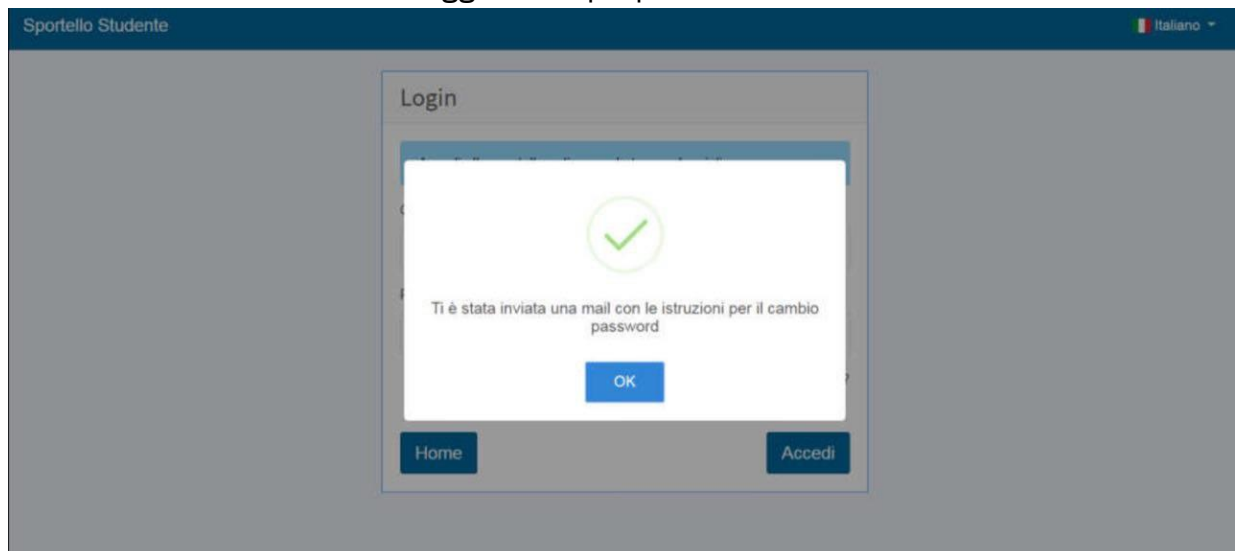 Sportello Studente
Italiano
Login
Ti è stata inviata una mail con le istruzioni per il cambio
password
OK
?
Home
Accedi